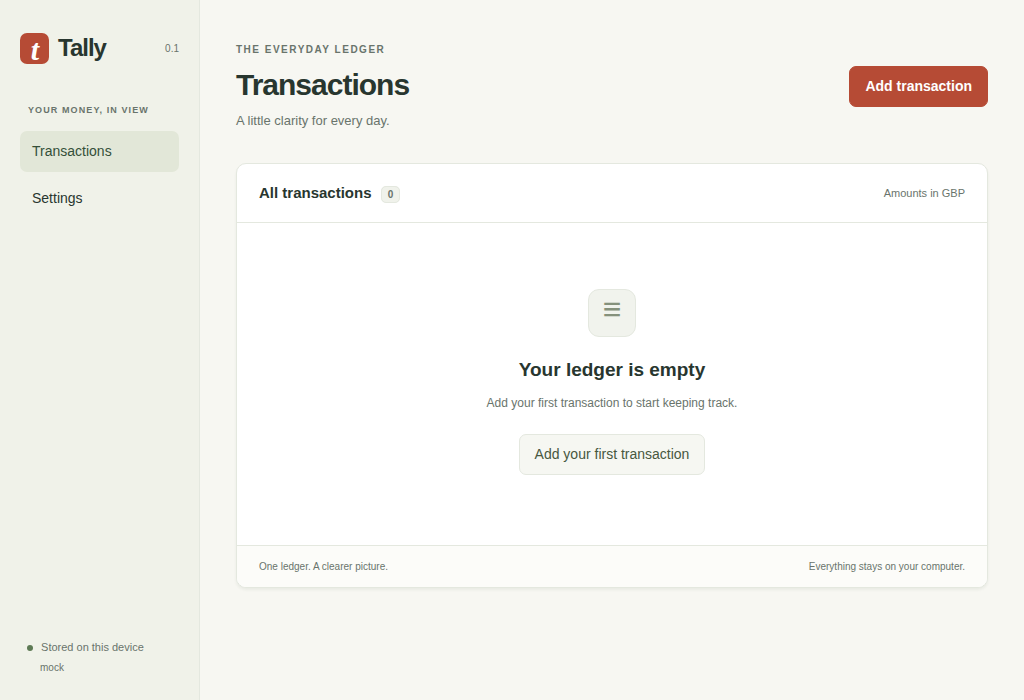 t Tally 0.1
YOUR MONEY, IN VIEW
Transactions
Settings
Stored on this device
mock
THE EVERYDAY LEDGER
Transactions
A little clarity for every day.
Add transaction
All transactions 0
Amounts in GBP
Your ledger is empty
Add your first transaction to start keeping track.
Add your first transaction
One ledger. A clearer picture.
Everything stays on your computer.